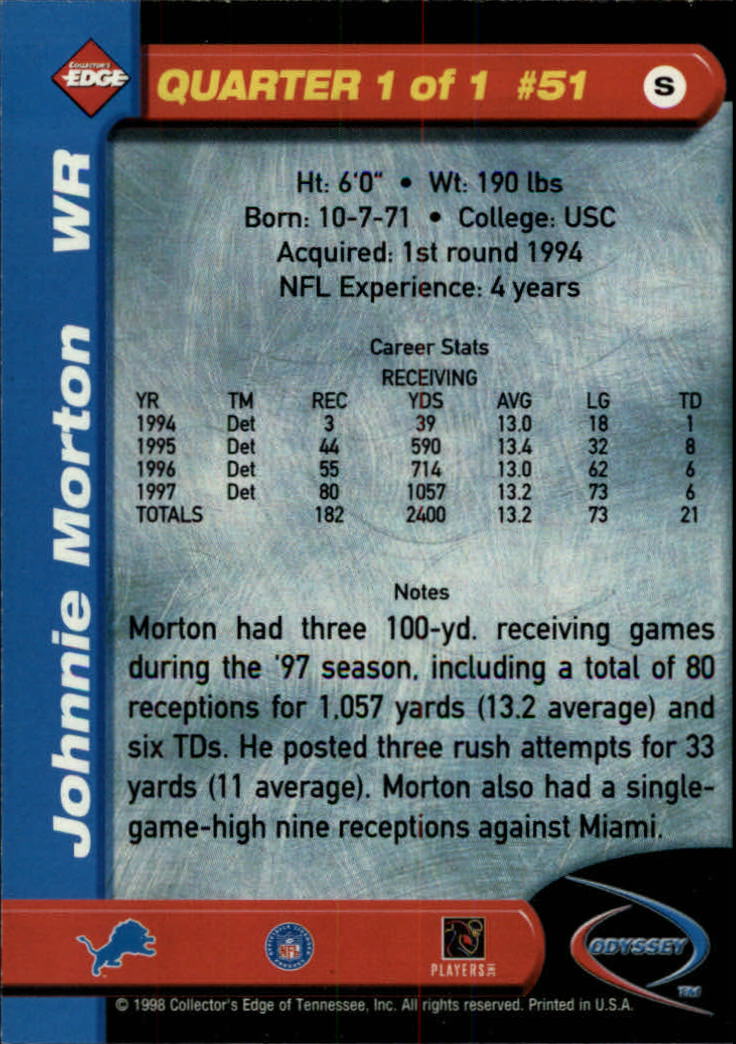 COLLECTOR'S
EDGE
QUARTER 1 of 1 #51 S
Johnnie Morton WR
Ht: 6'0" • Wt: 190 lbs
Born: 10-7-71 • College: USC
Acquired: 1st round 1994
NFL Experience: 4 years
Career Stats
RECEIVING
YR TM REC YDS AVG LG TD
1994 Det 3 39 13.0 18 1
1995 Det 44 590 13.4 32 8
1996 Det 55 714 13.0 62 6
1997 Det 80 1057 13.2 73 6
TOTALS 182 2400 13.2 73 21
Notes
Morton had three 100-yd. receiving games
during the '97 season, including a total of 80
receptions for 1,057 yards (13.2 average) and
six TDs. He posted three rush attempts for 33
yards (11 average). Morton also had a single-
game-high nine receptions against Miami.
NFL
PLAYERS
ODYSSEY
TM
© 1998 Collector's Edge of Tennessee, Inc. All rights reserved. Printed in U.S.A.